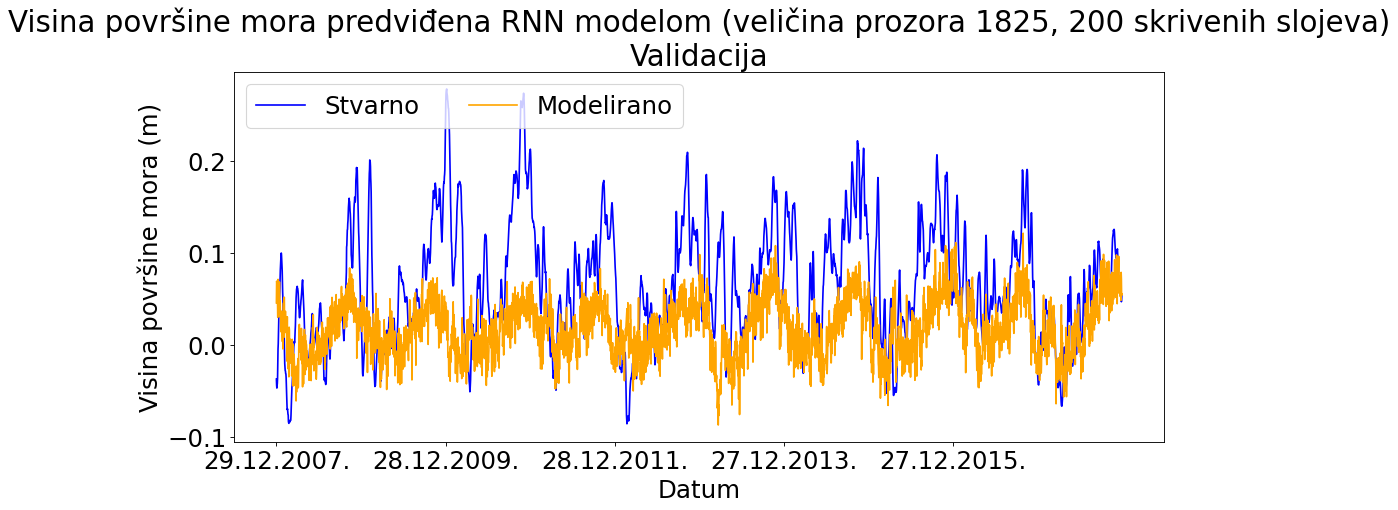 Visina površine mora predviđena RNN modelom (veličina prozora 1825, 200 skrivenih slojeva)
Validacija
Stvarno
Modelirano
Visina površine mora (m)
0.2
0.1
0.0
−0.1
29.12.2007.
28.12.2009.
28.12.2011.
27.12.2013.
27.12.2015.
Datum